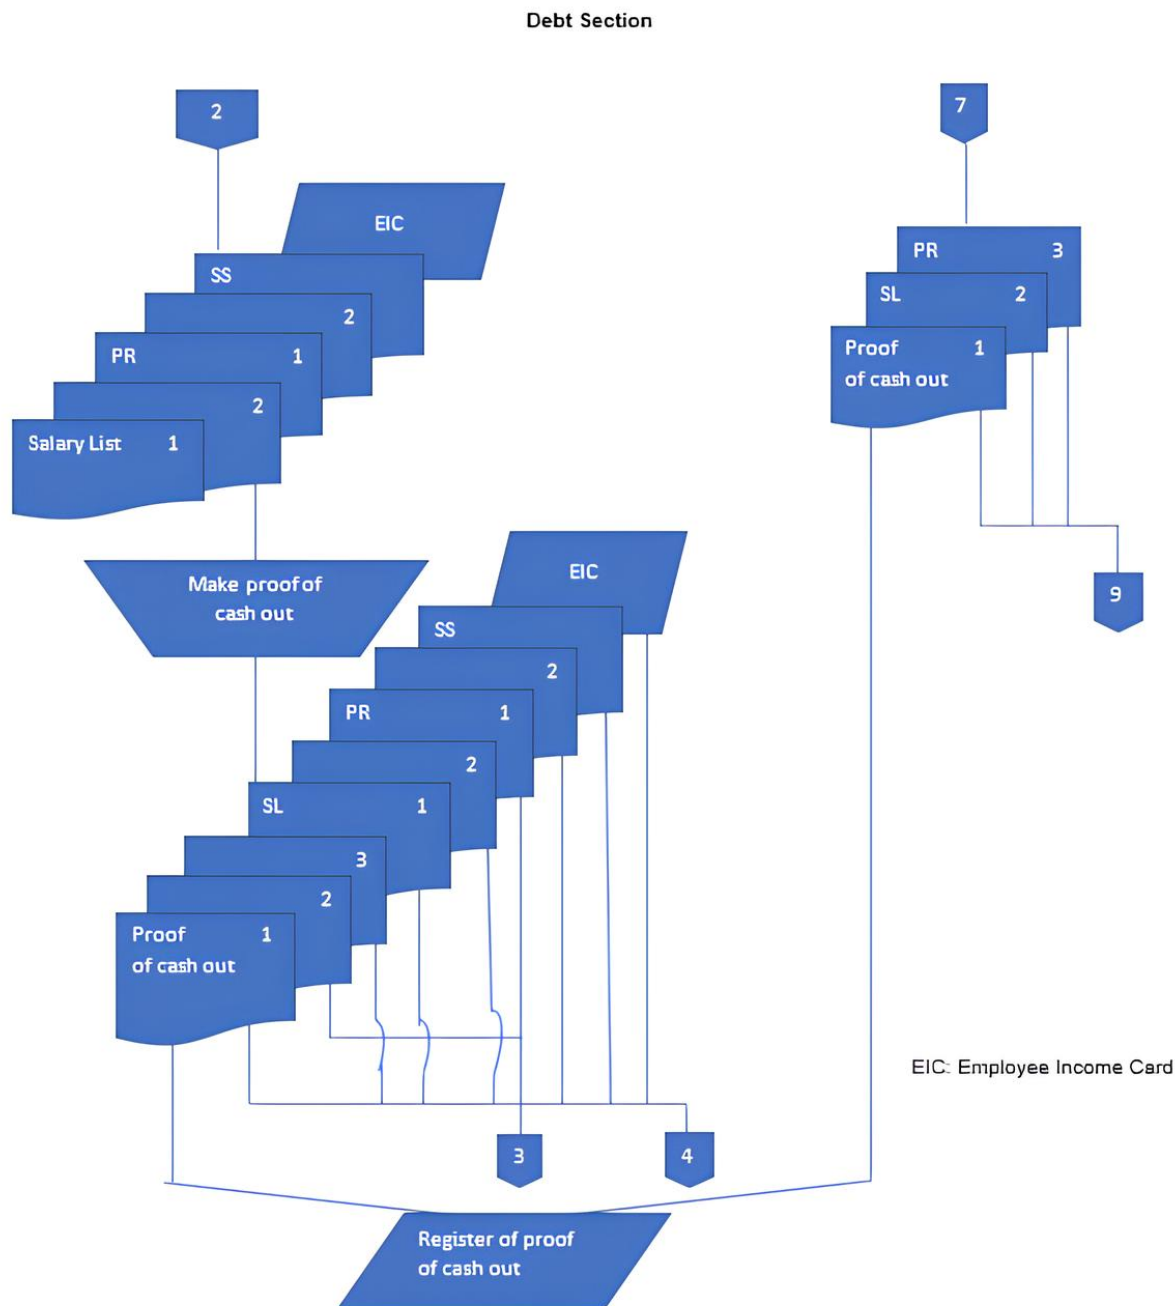 Debt Section
2
7
EIC
SS
2
PR 1
2
Salary List 1
PR 3
SL 2
Proof 1
of cash out
9
Make proof of
cash out
EIC
SS
2
PR 1
2
SL 1
3
2
Proof 1
of cash out
EIC: Employee Income Card
3
4
Register of proof
of cash out